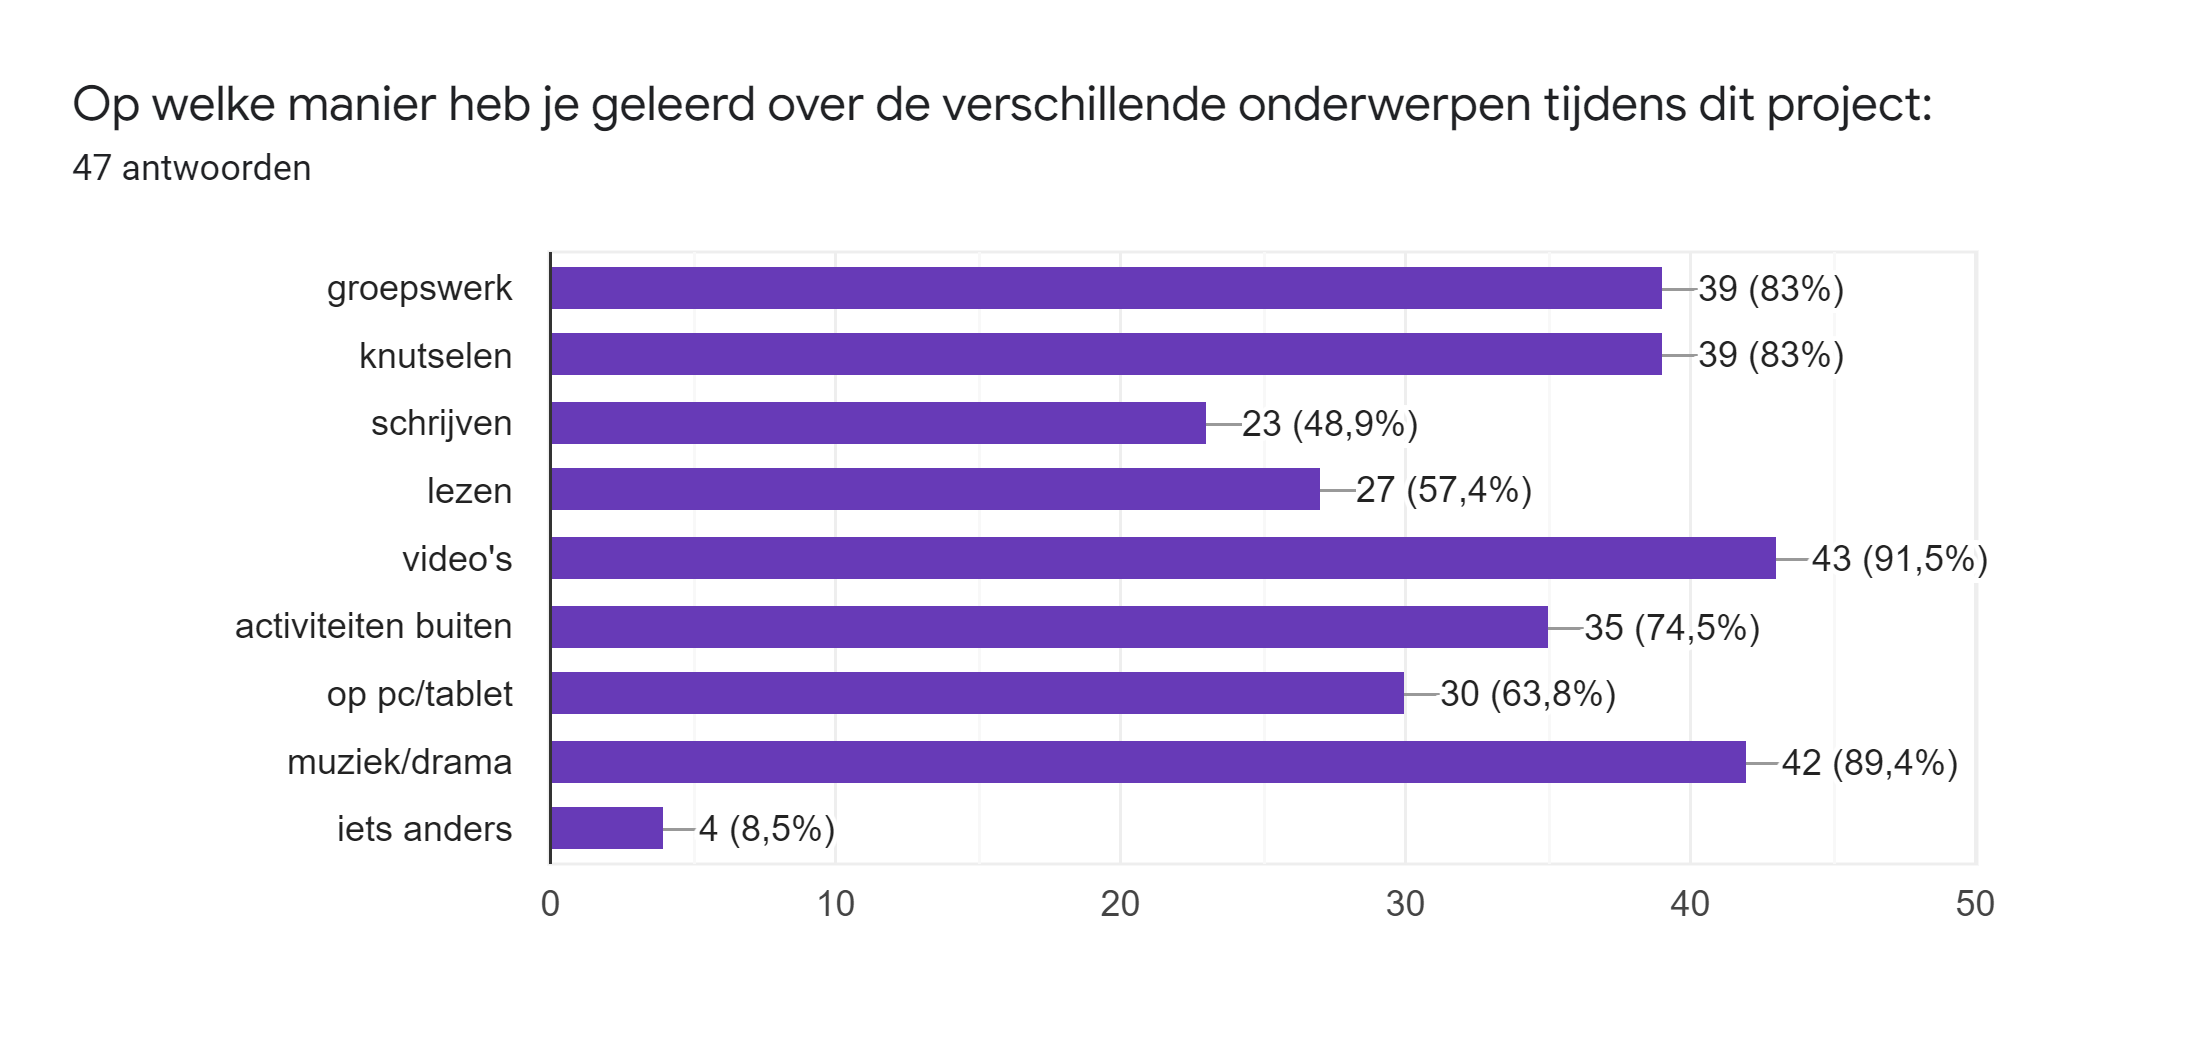 Op welke manier heb je geleerd over de verschillende onderwerpen tijdens dit project:
47 antwoorden
groepswerk 39 (83%)
knutselen 39 (83%)
schrijven 23 (48,9%)
lezen 27 (57,4%)
video's 43 (91,5%)
activiteiten buiten 35 (74,5%)
op pc/tablet 30 (63,8%)
muziek/drama 42 (89,4%)
iets anders 4 (8,5%)
0 10 20 30 40 50